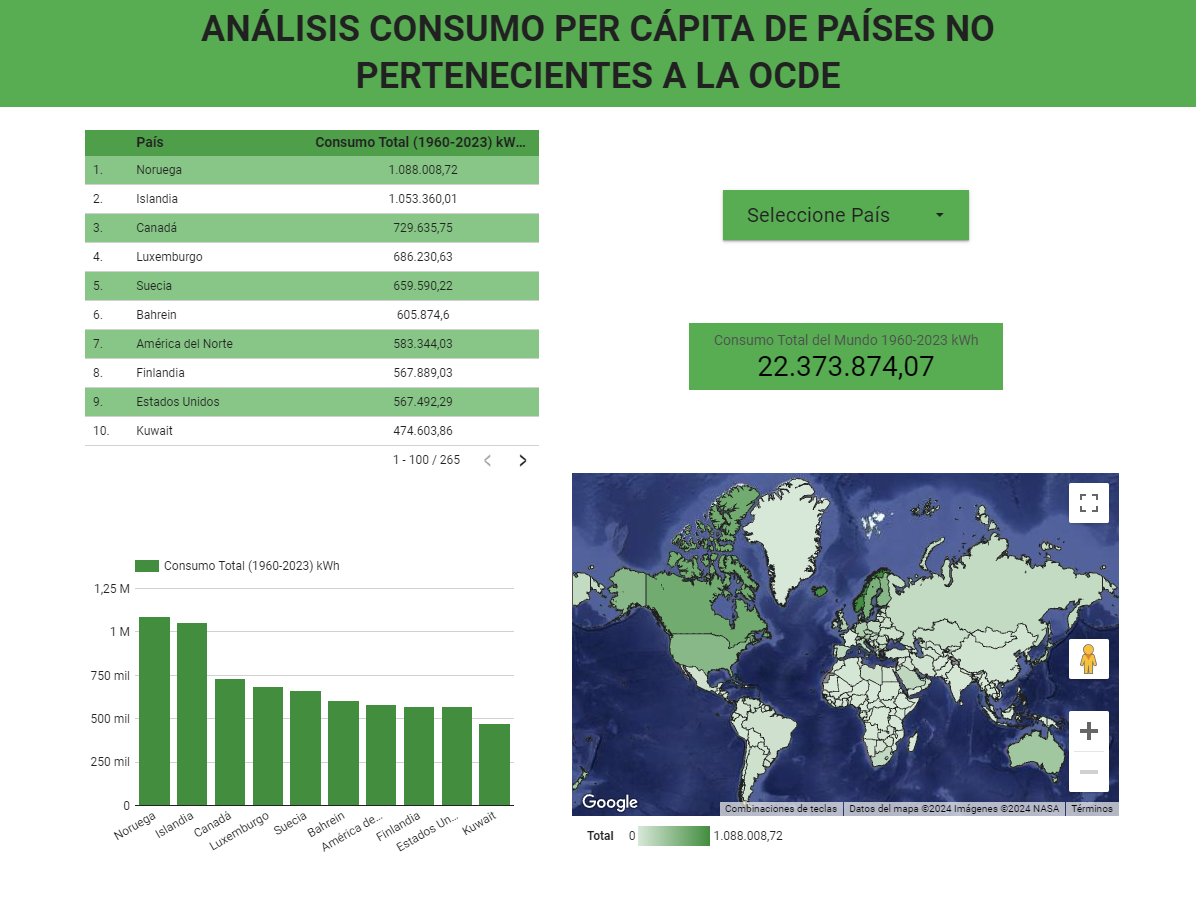 ANÁLISIS CONSUMO PER CÁPITA DE PAÍSES NO
PERTENECIENTES A LA OCDE
País Consumo Total (1960-2023) kW...
1. Noruega 1.088.008,72
2. Islandia 1.053.360,01
3. Canadá 729.635,75
4. Luxemburgo 686.230,63
5. Suecia 659.590,22
6. Bahrein 605.874,6
7. América del Norte 583.344,03
8. Finlandia 567.889,03
9. Estados Unidos 567.492,29
10. Kuwait 474.603,86
1 - 100 / 265
Seleccione País
Consumo Total del Mundo 1960-2023 kWh
22.373.874,07
Consumo Total (1960-2023) kWh
1,25 M
1 M
750 mil
500 mil
250 mil
0
Noruega
Islandia
Canadá
Luxemburgo
Suecia
Bahrein
América de...
Finlandia
Estados Un...
Kuwait
Google
Combinaciones de teclas Datos del mapa ©2024 Imágenes ©2024 NASA Términos
Total 0 1.088.008,72